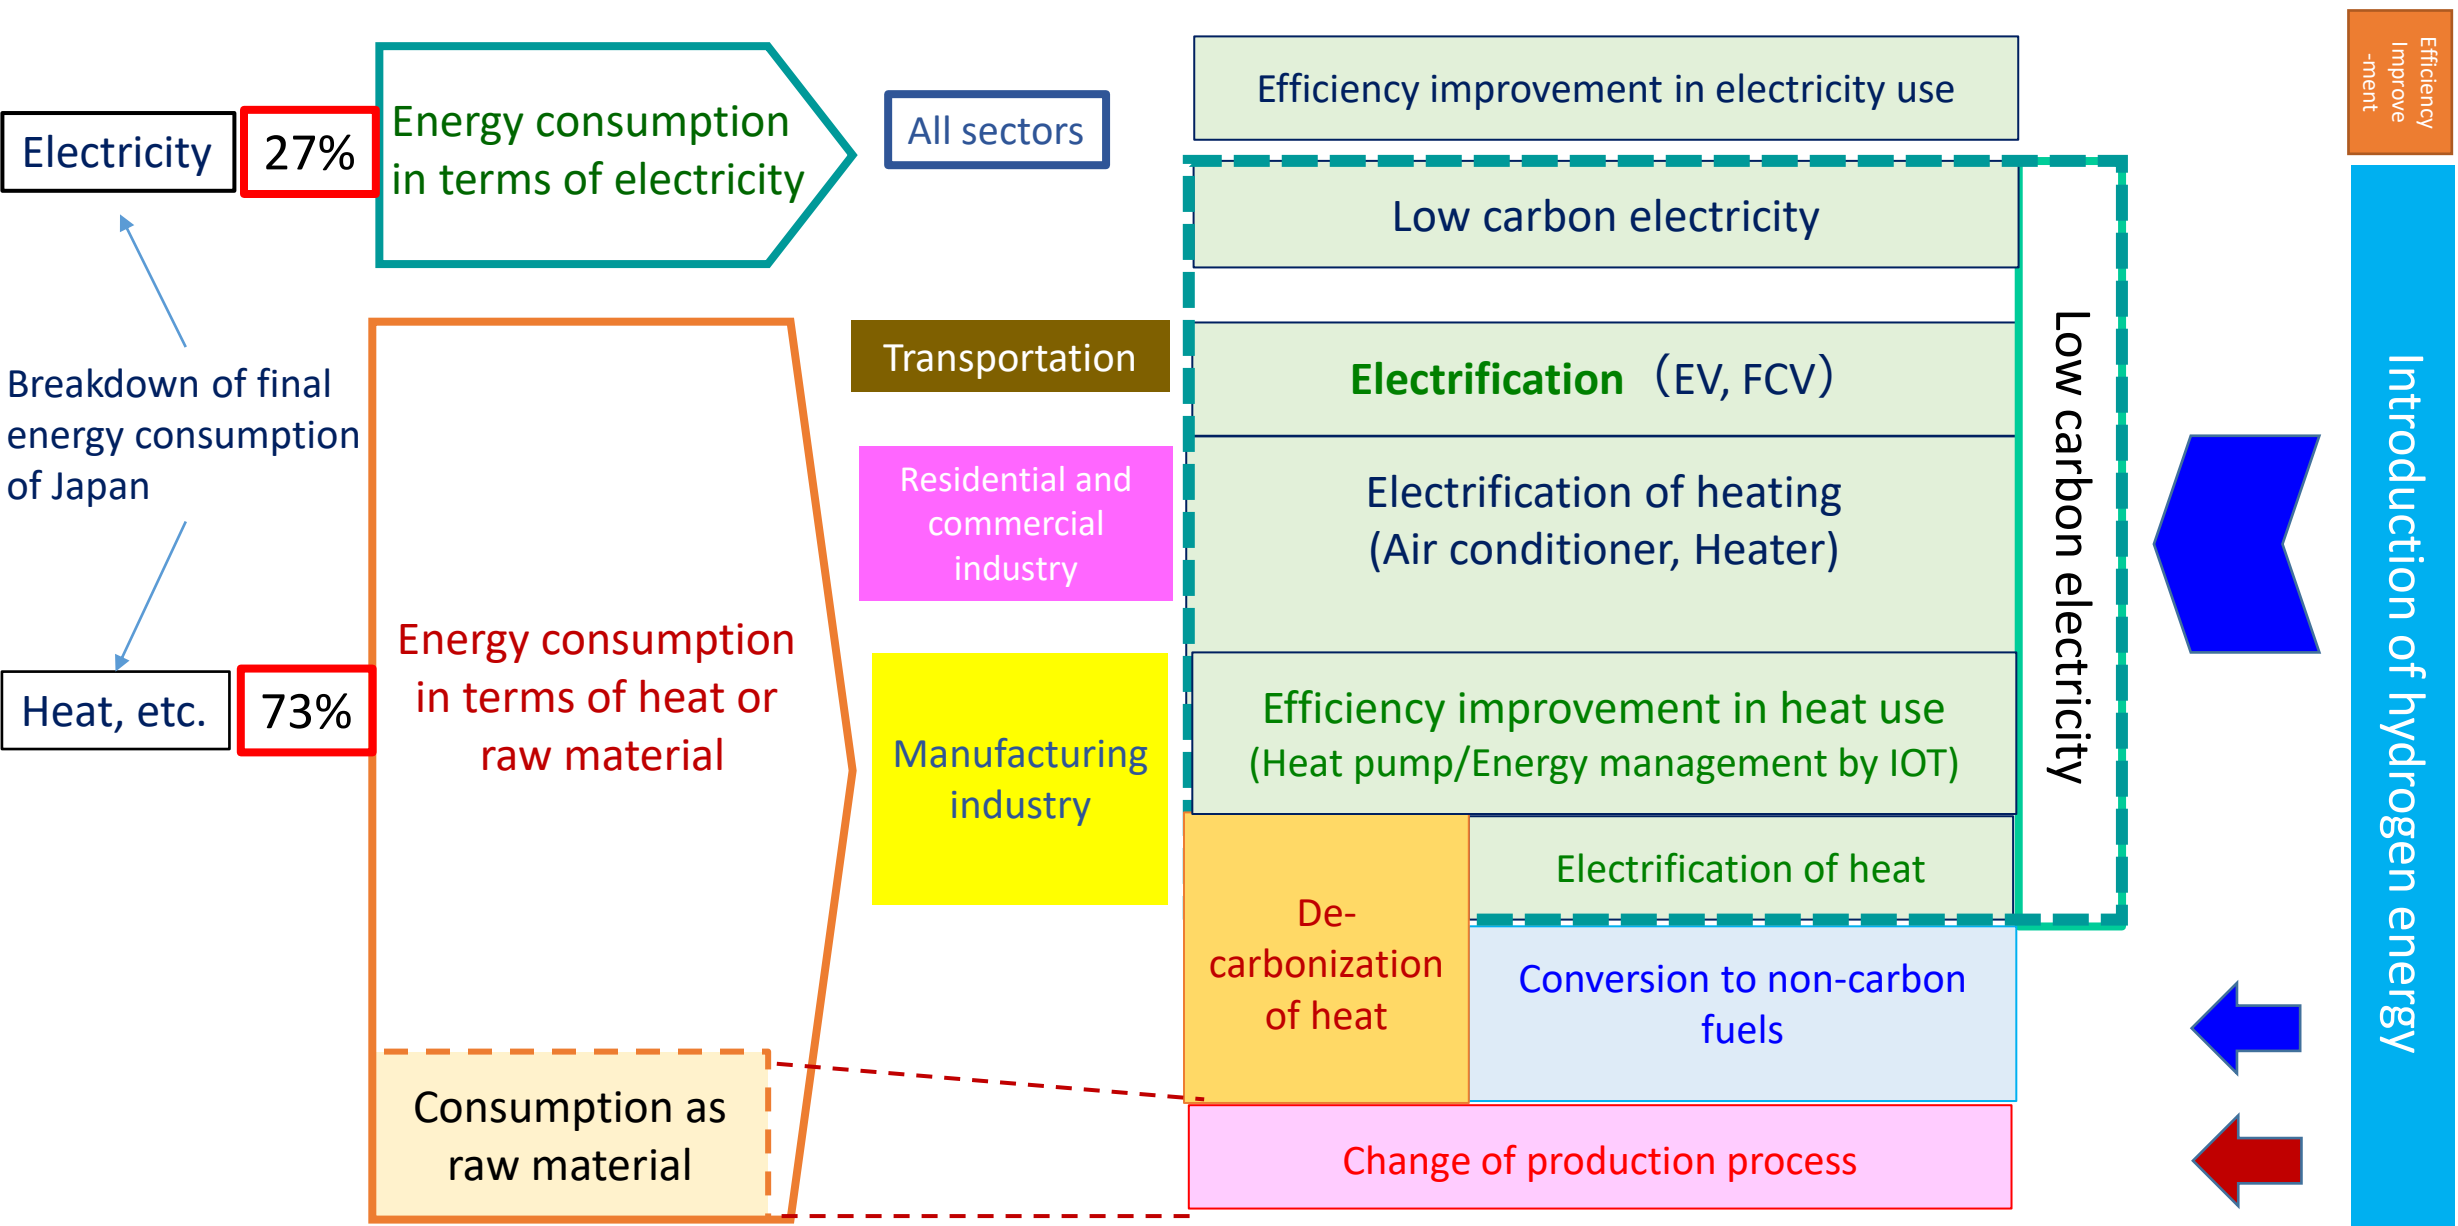 Electricity
27%
Energy consumption
in terms of electricity
All sectors
Breakdown of final
energy consumption
of Japan
Heat, etc.
73%
Energy consumption
in terms of heat or
raw material
Consumption as
raw material
Transportation
Residential and
commercial
industry
Manufacturing
industry
Efficiency improvement in electricity use
Low carbon electricity
Electrification（EV, FCV）
Electrification of heating
(Air conditioner, Heater)
Efficiency improvement in heat use
(Heat pump/Energy management by IOT)
De-
carbonization
of heat
Electrification of heat
Conversion to non-carbon
fuels
Change of production process
Low carbon electricity
Efficiency
Improve
-ment
Introduction of hydrogen energy